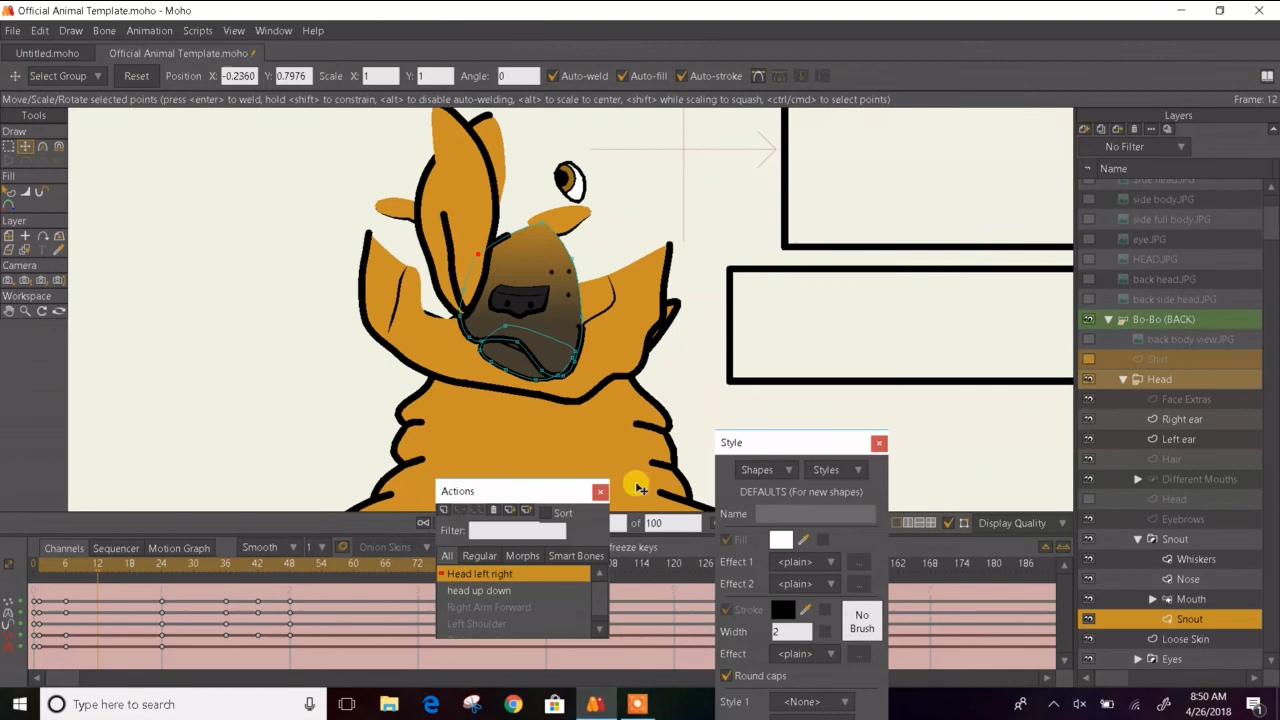 Official Animal Template.moho - Moho
File Edit Draw Bone Animation Scripts View Window Help
Untitled.moho Official Animal Template.moho
Select Group Reset Position X: -0.2360 Y: 0.7976 Scale X: 1 Y: 1 Angle: 0 Auto-weld Auto-fill Auto-stroke
Move/Scale/Rotate selected points (press <enter> to weld, hold <shift> to constrain, <alt> to disable auto-welding, <alt> to scale to center, <shift> while scaling to squash, <ctrl/cmd> to select points) Frame: 12
Tools
Draw
Fill
Layer
Camera
Workspace
Layers
No Filter
Name
side head.JPG
side body.JPG
side full body.JPG
eye.JPG
HEAD.JPG
back head.JPG
back side head.JPG
Bo-Bo (BACK)
back body view.JPG
Shirt
Head
Face Extras
Right ear
Left ear
Hair
Different Mouths
Head
Eyebrows
Snout
Whiskers
Nose
Mouth
Snout
Loose Skin
Eyes
Style
Shapes Styles
DEFAULTS (For new shapes)
Name
Fill
Effect 1 <plain> ...
Effect 2 <plain> ...
Stroke
Width 2
No Brush
Effect <plain> ...
Round caps
Style 1 <None>
Actions
Sort
Filter:
All Regular Morphs Smart Bones
Head left right
head up down
Right Arm Forward
Left Shoulder
of 100
Display Quality
Channels Sequencer Motion Graph Smooth 1 Onion Skins
freeze keys
0 6 12 18 24 30 36 42 48 54 60 66 72 108 114 162 168 174 180 186
Type here to search
8:50 AM
4/26/2018